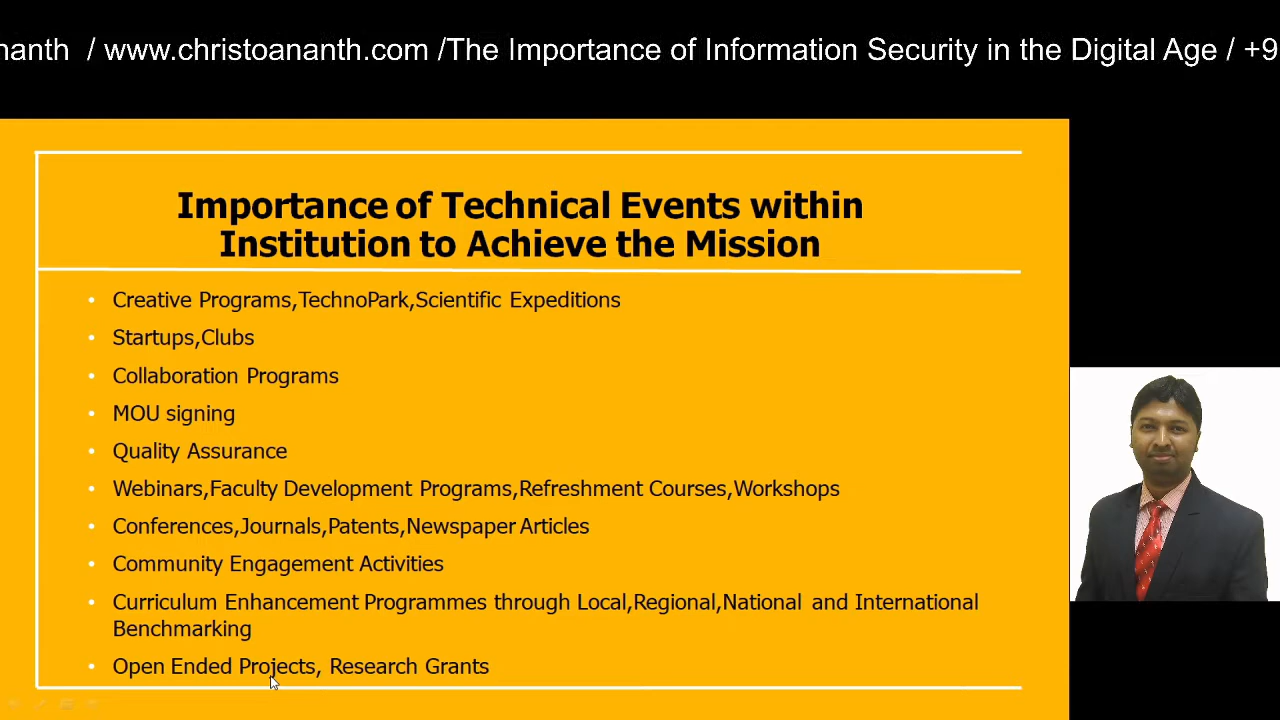 nanth / www.christoananth.com /The Importance of Information Security in the Digital Age / +9
Importance of Technical Events within
Institution to Achieve the Mission
• Creative Programs,TechnoPark,Scientific Expeditions
• Startups,Clubs
• Collaboration Programs
• MOU signing
• Quality Assurance
• Webinars,Faculty Development Programs,Refreshment Courses,Workshops
• Conferences,Journals,Patents,Newspaper Articles
• Community Engagement Activities
• Curriculum Enhancement Programmes through Local,Regional,National and International
Benchmarking
• Open Ended Projects, Research Grants